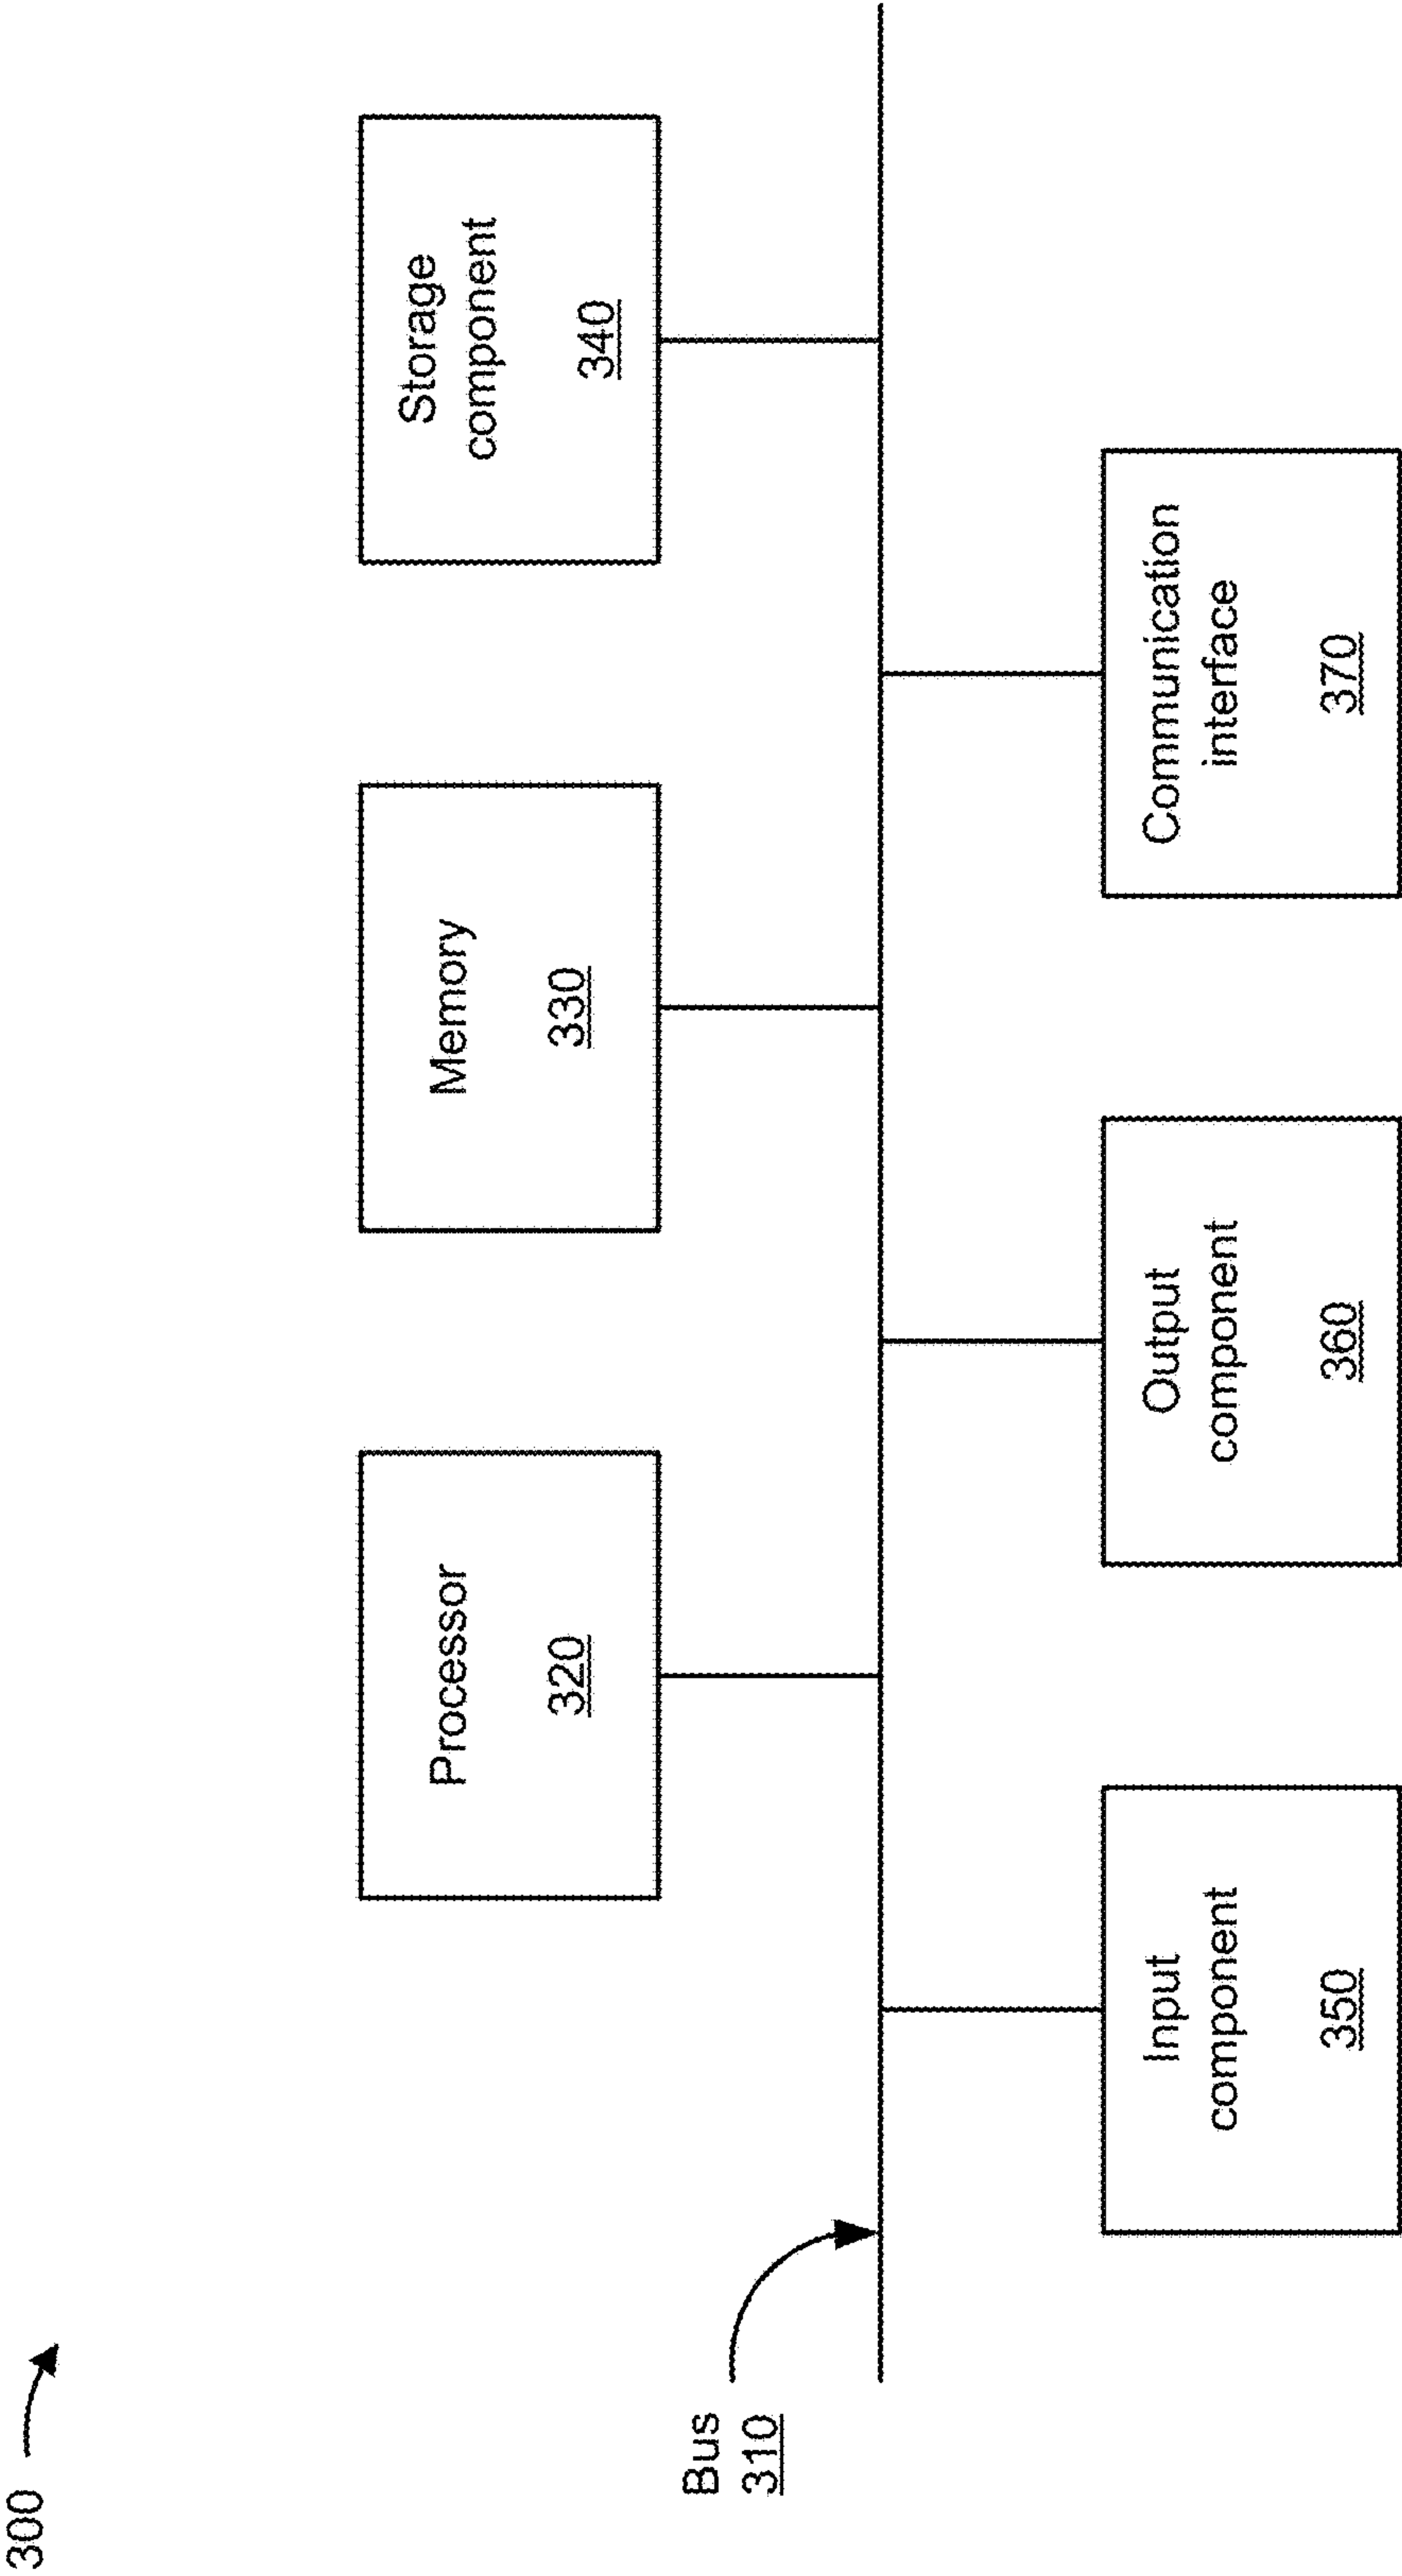 300
Processor
320
Memory
330
Storage
component
340
Bus
310
Input
component
350
Output
component
360
Communication
interface
370